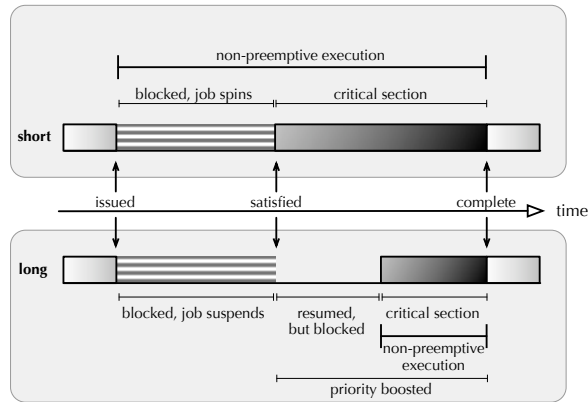 non-preemptive execution
blocked, job spins
critical section
short
issued
satisfied
complete
time
long
blocked, job suspends
resumed,
but blocked
critical section
non-preemptive
execution
priority boosted